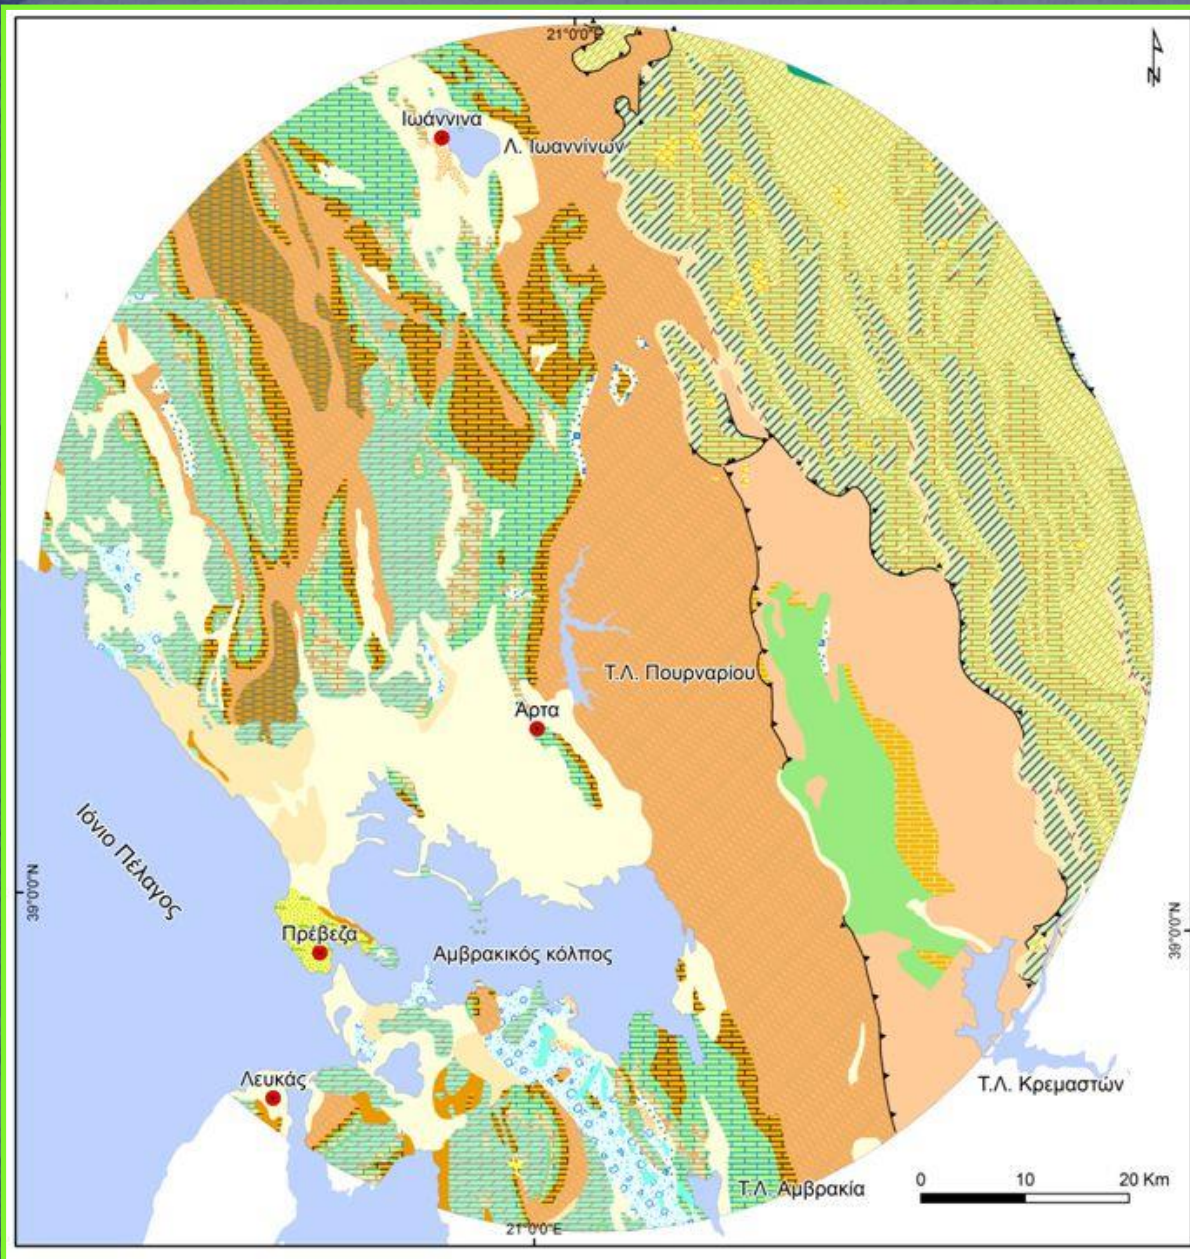 21°0'0"E
N
Ιωάννινα
Λ. Ιωαννίνων
Τ.Λ. Πουρναρίου
Άρτα
Ιόνιο Πέλαγος
39°0'0"N
39°0'0"N
Πρέβεζα
Αμβρακικός κόλπος
Λευκάς
Τ.Λ. Κρεμαστών
Τ.Λ. Αμβρακία
0 10 20 Km
21°0'0"E